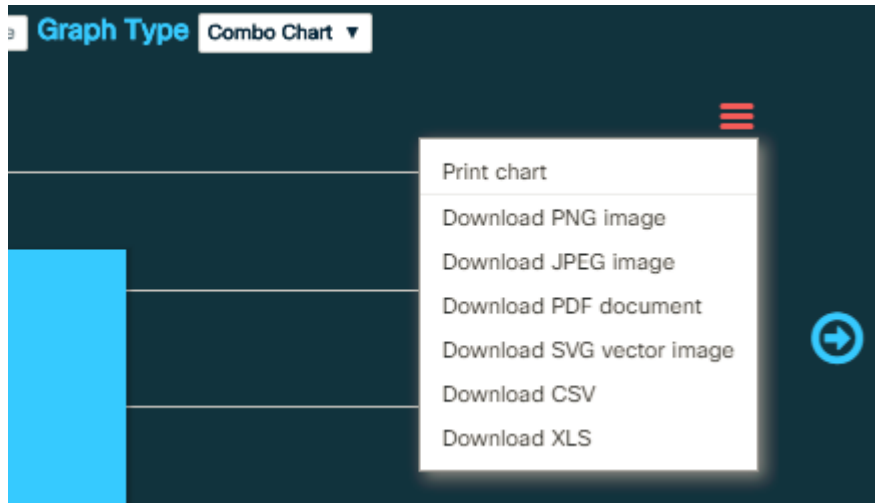 Graph Type Combo Chart ▼
Print chart
Download PNG image
Download JPEG image
Download PDF document
Download SVG vector image
Download CSV
Download XLS